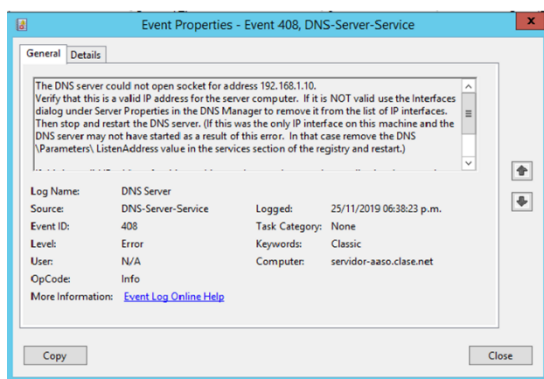 Event Properties - Event 408, DNS-Server-Service
x
General Details
The DNS server could not open socket for address 192.168.1.10.
Verify that this is a valid IP address for the server computer. If it is NOT valid use the Interfaces
dialog under Server Properties in the DNS Manager to remove it from the list of IP interfaces.
Then stop and restart the DNS server. (If this was the only IP interface on this machine and the
DNS server may not have started as a result of this error. In that case remove the DNS
\Parameters\ ListenAddress value in the services section of the registry and restart.)
Log Name: DNS Server
Source: DNS-Server-Service Logged: 25/11/2019 06:38:23 p.m.
Event ID: 408 Task Category: None
Level: Error Keywords: Classic
User: N/A Computer: servidor-aaso.clase.net
OpCode: Info
More Information: Event Log Online Help
Copy Close